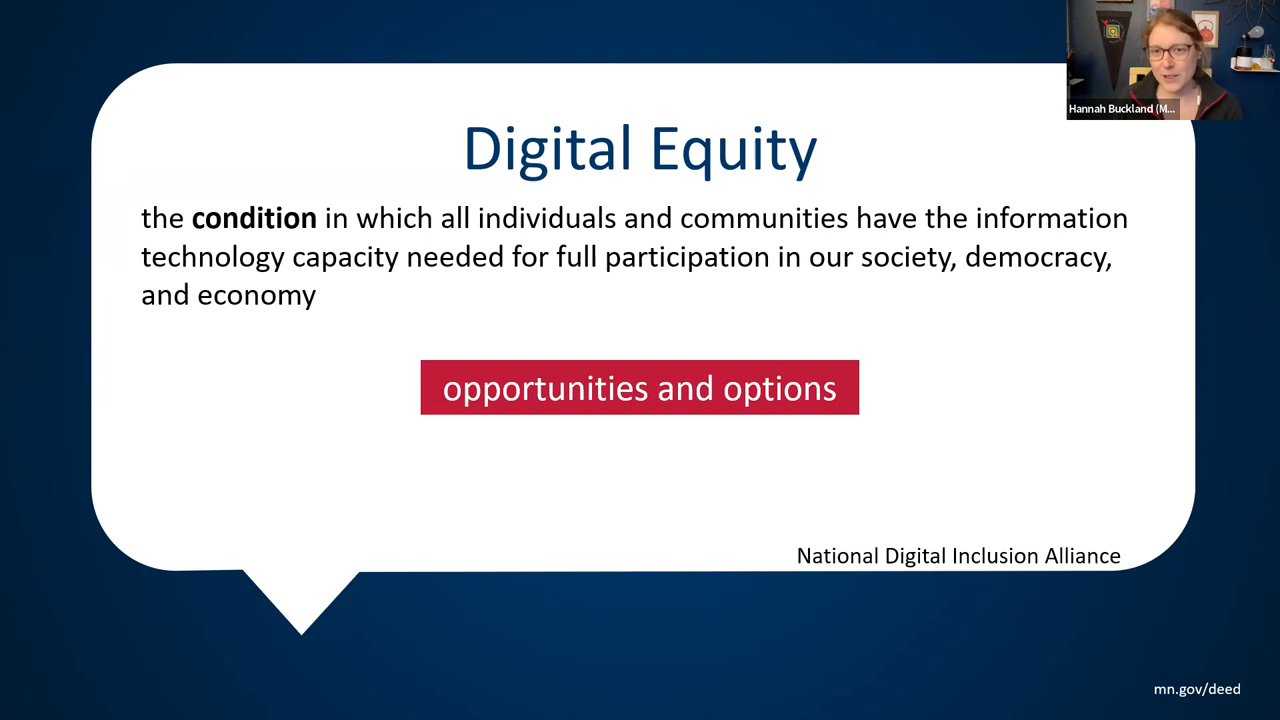 Hannah Buckland (M...
Digital Equity
the condition in which all individuals and communities have the information
technology capacity needed for full participation in our society, democracy,
and economy
opportunities and options
National Digital Inclusion Alliance
mn.gov/deed